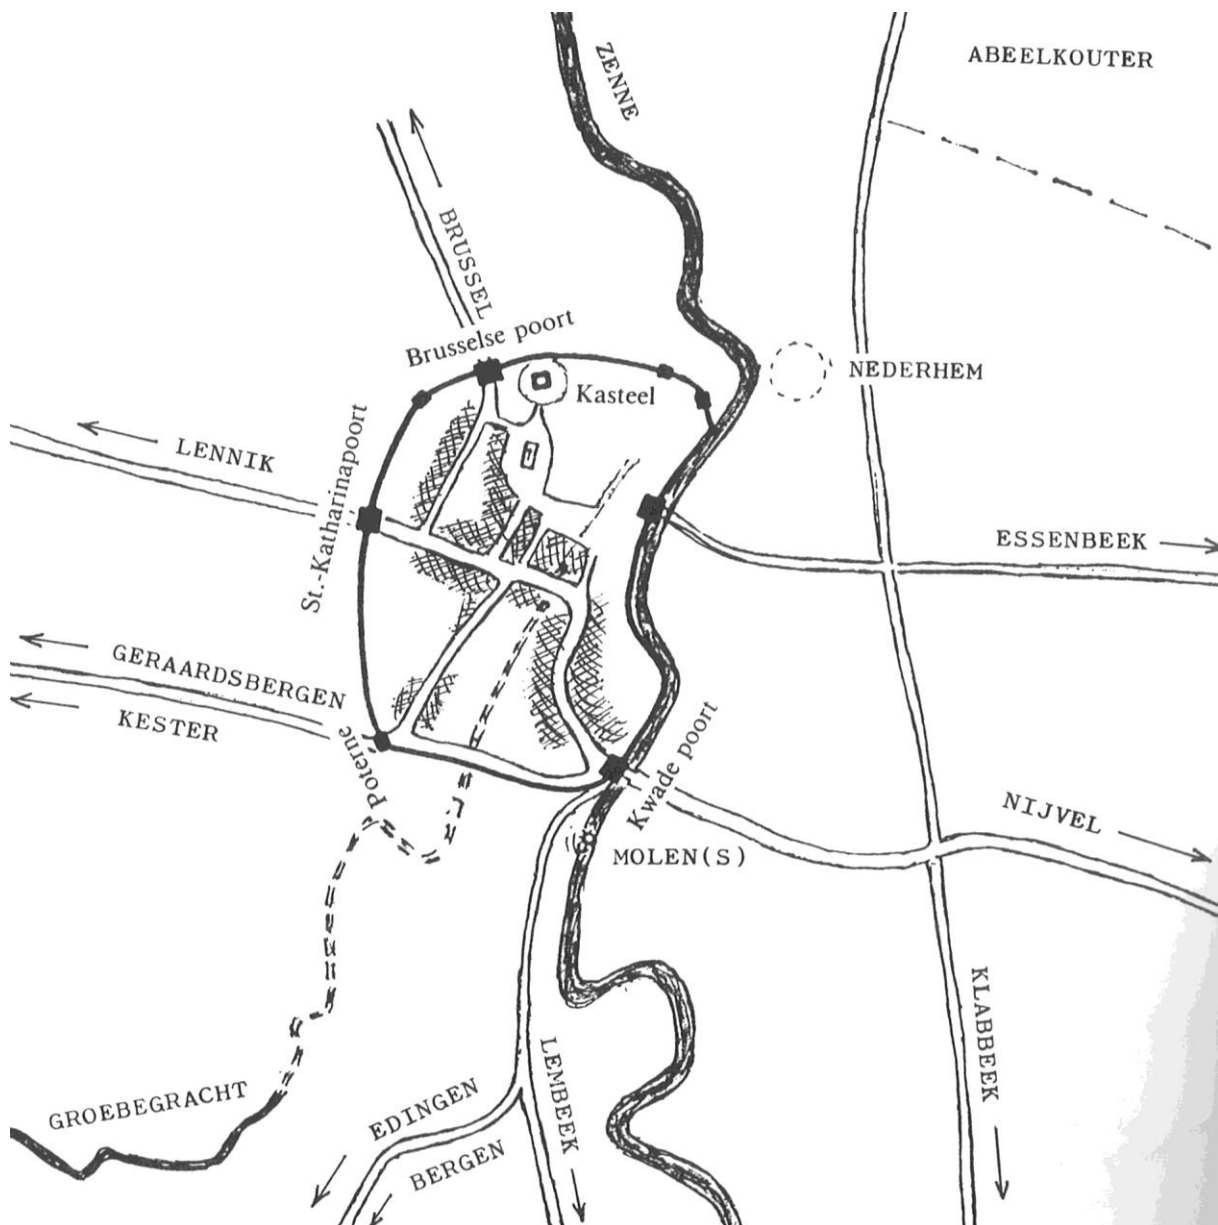 ZENNE
ABEELKOUTER
BRUSSEL
Brusselse poort
Kasteel
NEDERHEM
LENNIK
St.-Katharinapoort
ESSENBEEK
GERAARDSBERGEN
KESTER
Poterne
Kwade poort
NIJVEL
MOLEN(S)
KLABBEEK
LEMBEEK
GROEBEGRACHT
EDINGEN
BERGEN